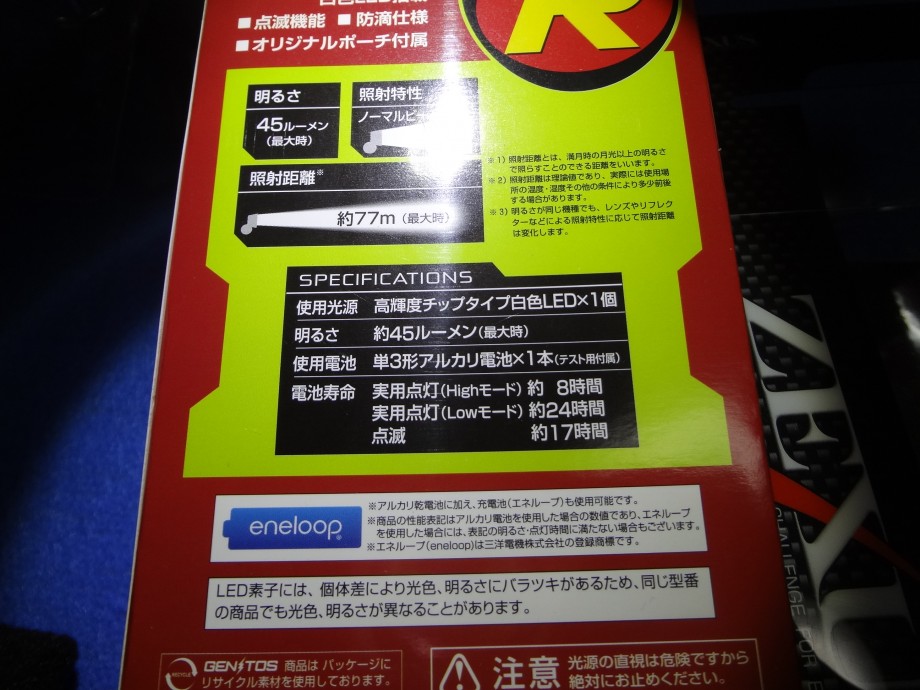 白色LED搭載
■点滅機能 ■防滴仕様
■オリジナルポーチ付属
R
明るさ
45ルーメン
(最大時)
照射特性
ノーマルビ
照射距離※
約77m(最大時)
※1)照射距離とは、満月時の月光以上の明るさ
で照らすことのできる距離をいいます。
※2)照射距離は理論値であり、実際には使用場
所の温度・湿度その他の条件により多少前後
する場合があります。
※3)明るさが同じ機種でも、レンズやリフレク
ターなどによる照射特性に応じて照射距離
は変化します。
SPECIFICATIONS
使用光源 高輝度チップタイプ白色LED×1個
明るさ 約45ルーメン(最大時)
使用電池 単3形アルカリ電池×1本(テスト用付属)
電池寿命 実用点灯(Highモード) 約 8時間
実用点灯(Lowモード) 約24時間
点滅 約17時間
eneloop®
※アルカリ乾電池に加え、充電池(エネループ)も使用可能です。
※商品の性能表記はアルカリ電池を使用した場合の数値であり、エネループ
を使用した場合には、表記の明るさ・点灯時間に満たない場合もございます。
※エネループ(eneloop)は三洋電機株式会社の登録商標です。
LED素子には、個体差により光色、明るさにバラツキがあるため、同じ型番
の商品でも光色、明るさが異なることがあります。
RECYCLE
GENTOS 商品は パッケージに
リサイクル素材を使用しております。
注意 光源の直視は危険ですから
絶対にお止めください。
CHALLENGE FOR